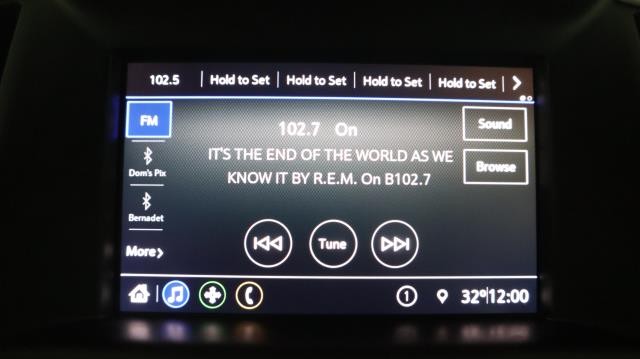 102.5 Hold to Set Hold to Set Hold to Set Hold to Set >
FM
102.7 On
Sound
IT'S THE END OF THE WORLD AS WE
KNOW IT BY R.E.M. On B102.7
Browse
Dom's Pix
Bernadet
Tune
More>
1 32° 12:00